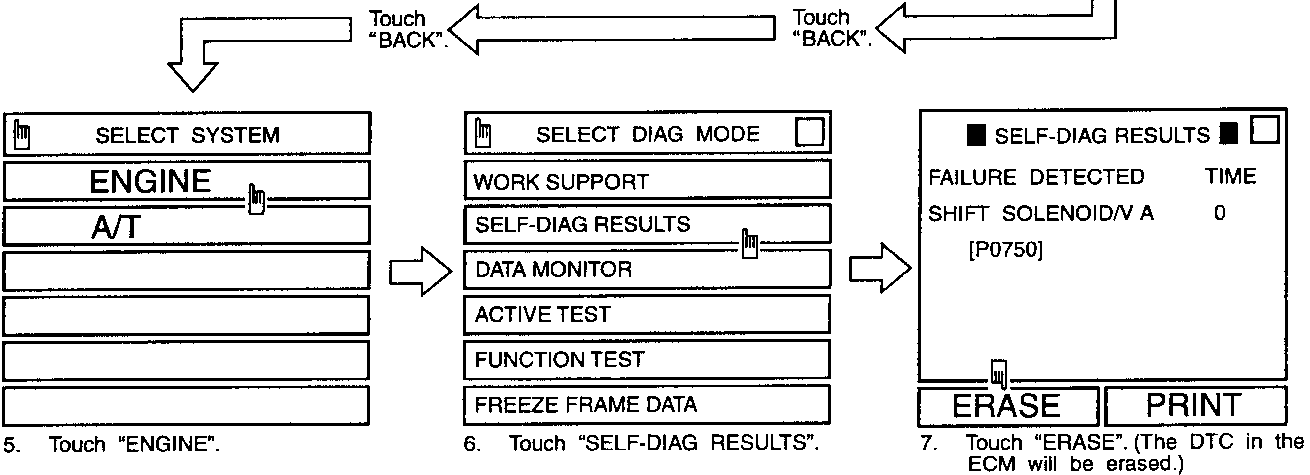 Touch
"BACK".
Touch
"BACK".
SELECT SYSTEM
ENGINE
A/T
5. Touch "ENGINE".
SELECT DIAG MODE
WORK SUPPORT
SELF-DIAG RESULTS
DATA MONITOR
ACTIVE TEST
FUNCTION TEST
FREEZE FRAME DATA
6. Touch "SELF-DIAG RESULTS".
■ SELF-DIAG RESULTS ■
FAILURE DETECTED TIME
SHIFT SOLENOID/V A 0
[P0750]
ERASE PRINT
7. Touch "ERASE". (The DTC in the
ECM will be erased.)